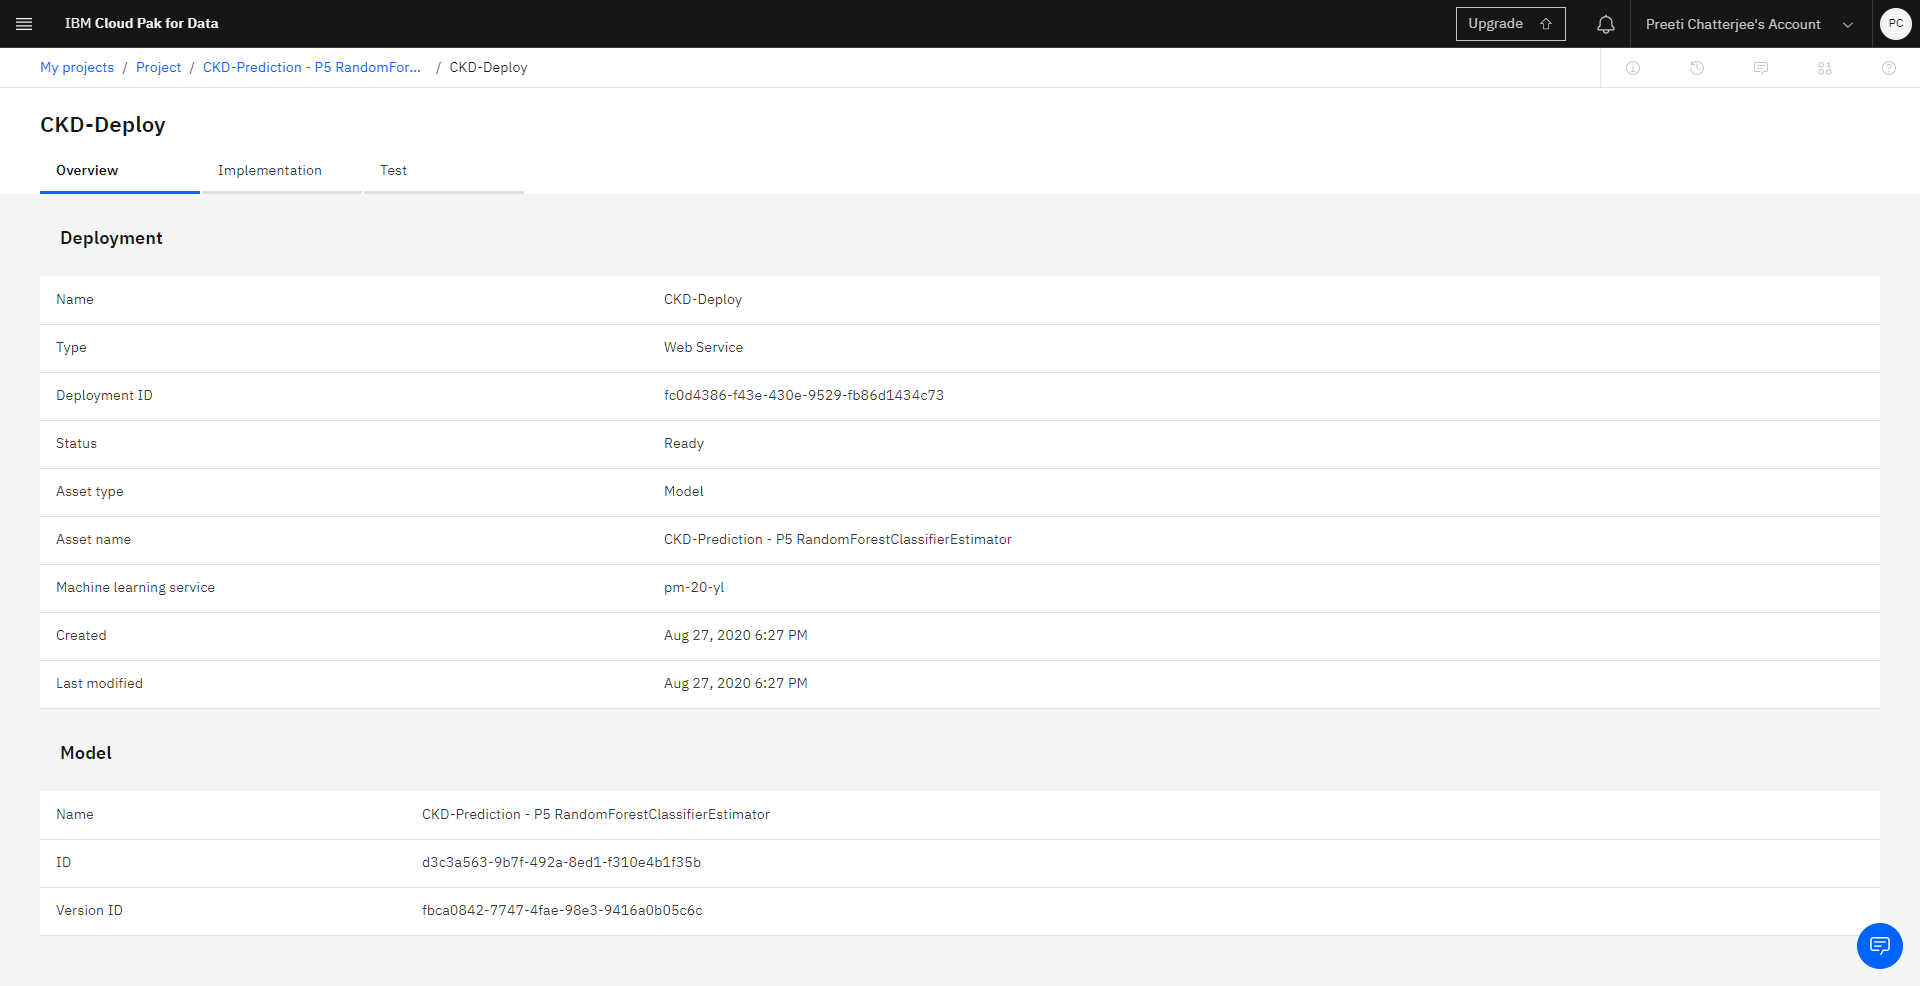 IBM Cloud Pak for Data
Upgrade
Preeti Chatterjee's Account
PC
My projects / Project / CKD-Prediction - P5 RandomFor... / CKD-Deploy
CKD-Deploy
Overview Implementation Test
Deployment
Name CKD-Deploy
Type Web Service
Deployment ID fc0d4386-f43e-430e-9529-fb86d1434c73
Status Ready
Asset type Model
Asset name CKD-Prediction - P5 RandomForestClassifierEstimator
Machine learning service pm-20-yl
Created Aug 27, 2020 6:27 PM
Last modified Aug 27, 2020 6:27 PM
Model
Name CKD-Prediction - P5 RandomForestClassifierEstimator
ID d3c3a563-9b7f-492a-8ed1-f310e4b1f35b
Version ID fbca0842-7747-4fae-98e3-9416a0b05c6c